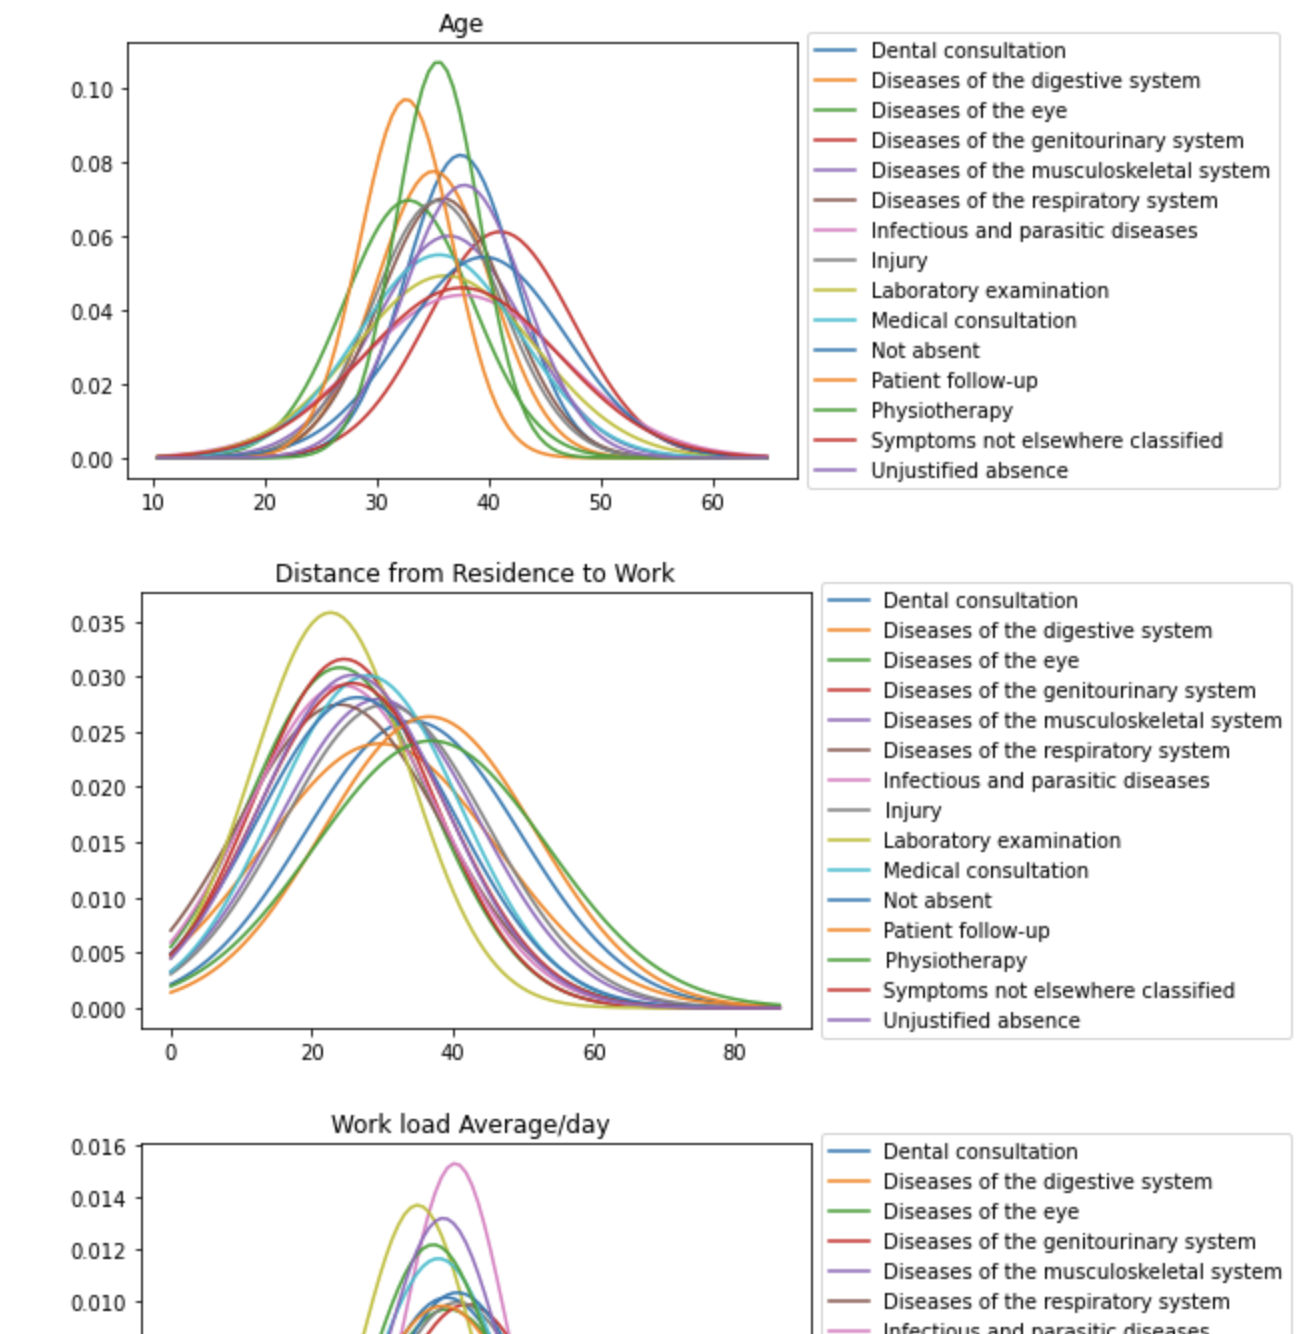 Age
0.10
0.08
0.06
0.04
0.02
0.00
10 20 30 40 50 60
Dental consultation
Diseases of the digestive system
Diseases of the eye
Diseases of the genitourinary system
Diseases of the musculoskeletal system
Diseases of the respiratory system
Infectious and parasitic diseases
Injury
Laboratory examination
Medical consultation
Not absent
Patient follow-up
Physiotherapy
Symptoms not elsewhere classified
Unjustified absence
Distance from Residence to Work
0.035
0.030
0.025
0.020
0.015
0.010
0.005
0.000
0 20 40 60 80
Dental consultation
Diseases of the digestive system
Diseases of the eye
Diseases of the genitourinary system
Diseases of the musculoskeletal system
Diseases of the respiratory system
Infectious and parasitic diseases
Injury
Laboratory examination
Medical consultation
Not absent
Patient follow-up
Physiotherapy
Symptoms not elsewhere classified
Unjustified absence
Work load Average/day
0.016
0.014
0.012
0.010
Dental consultation
Diseases of the digestive system
Diseases of the eye
Diseases of the genitourinary system
Diseases of the musculoskeletal system
Diseases of the respiratory system
Infectious and parasitic diseases